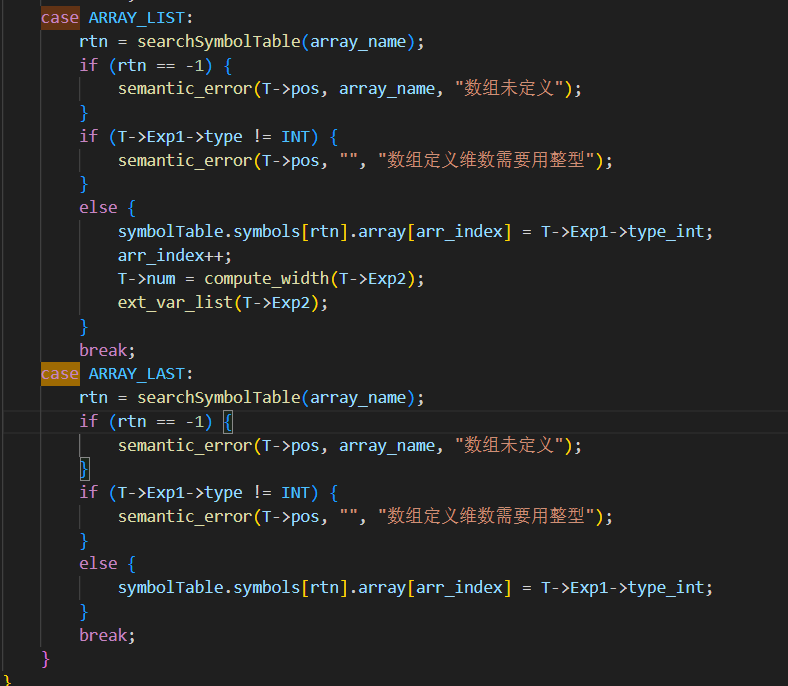 case ARRAY_LIST:
rtn = searchSymbolTable(array_name);
if (rtn == -1) {
semantic_error(T->pos, array_name, "数组未定义");
}
if (T->Exp1->type != INT) {
semantic_error(T->pos, "", "数组定义维数需要用整型");
}
else {
symbolTable.symbols[rtn].array[arr_index] = T->Exp1->type_int;
arr_index++;
T->num = compute_width(T->Exp2);
ext_var_list(T->Exp2);
}
break;
case ARRAY_LAST:
rtn = searchSymbolTable(array_name);
if (rtn == -1) {
semantic_error(T->pos, array_name, "数组未定义");
}
if (T->Exp1->type != INT) {
semantic_error(T->pos, "", "数组定义维数需要用整型");
}
else {
symbolTable.symbols[rtn].array[arr_index] = T->Exp1->type_int;
}
break;
}
}